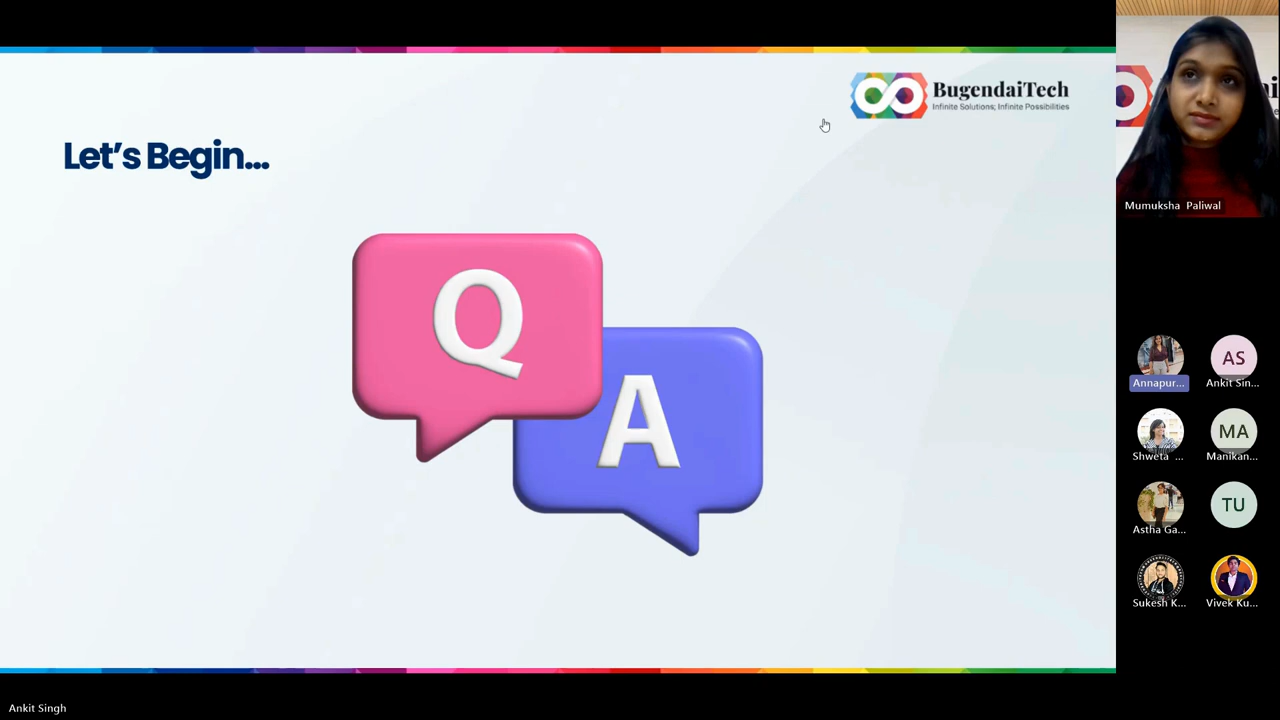 BugendaiTech
Infinite Solutions; Infinite Possibilities
Let's Begin...
Q
A
Mumuksha Paliwal
Annapur...
AS
Ankit Sin...
Shweta ...
MA
Manikan...
Astha Ga...
TU
Sukesh K...
Vivek Ku...
Ankit Singh